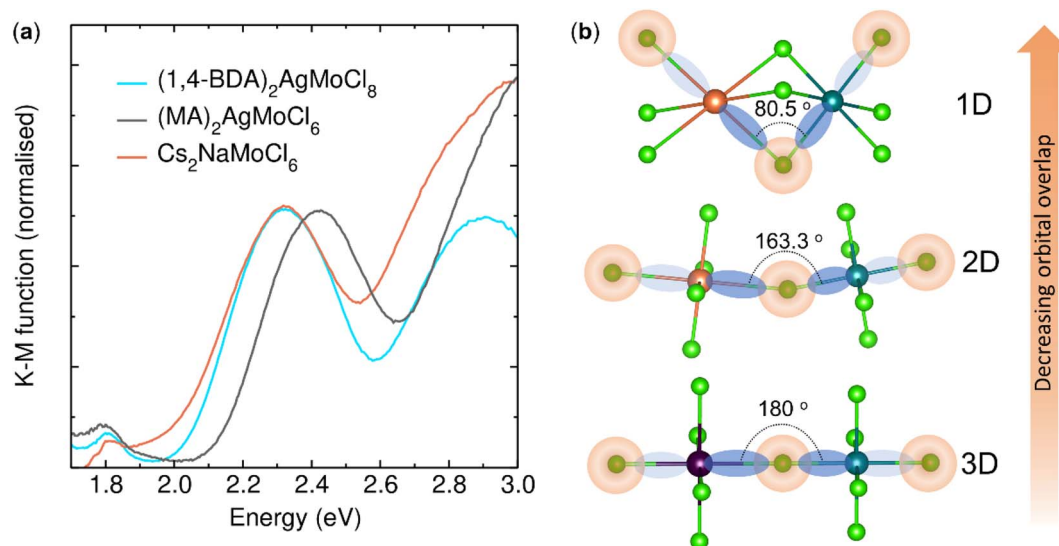 (a)
(1,4-BDA)₂AgMoCl₈
(MA)₂AgMoCl₆
Cs₂NaMoCl₆
K-M function (normalised)
1.8 2.0 2.2 2.4 2.6 2.8 3.0
Energy (eV)
(b)
80.5 °
1D
163.3 °
2D
180 °
3D
Decreasing orbital overlap